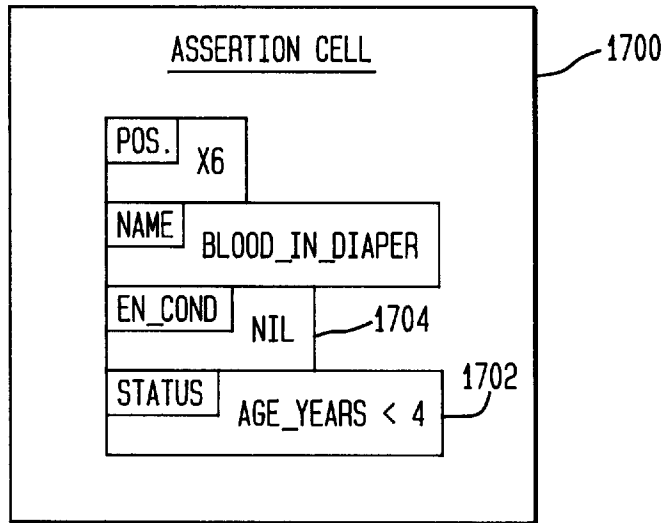 ASSERTION CELL
1700
POS.
X6
NAME
BLOOD_IN_DIAPER
EN_COND
NIL
1704
STATUS
AGE_YEARS < 4
1702